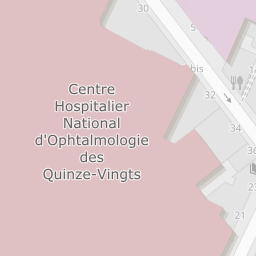 30
5
bis
32
34
Centre
Hospitalier
National
d'Ophtalmologie
des
Quinze-Vingts
36
21
23